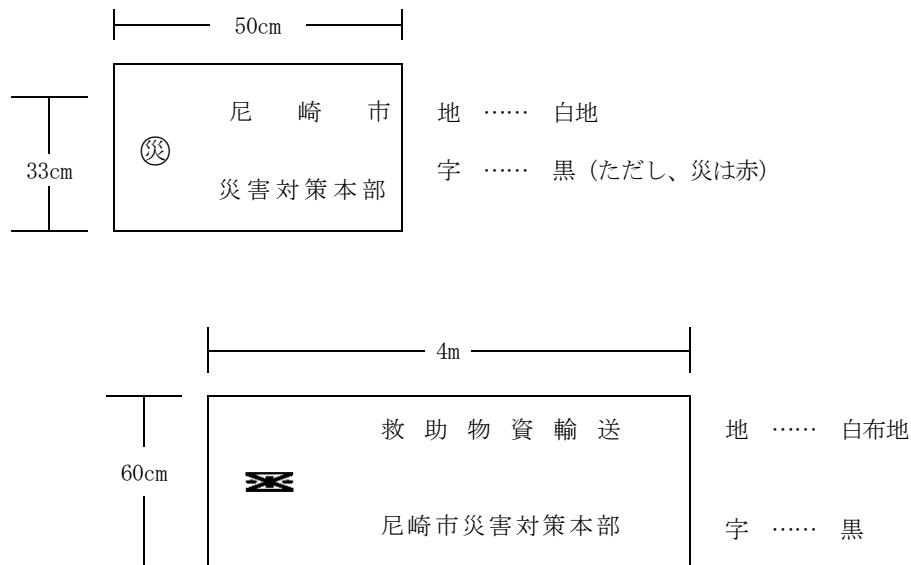 50cm
尼崎市 地 …… 白地
33cm ㊋災害対策本部 字 …… 黒（ただし、災は赤）
4m
救助物資輸送 地 …… 白布地
60cm
尼崎市災害対策本部 字 …… 黒